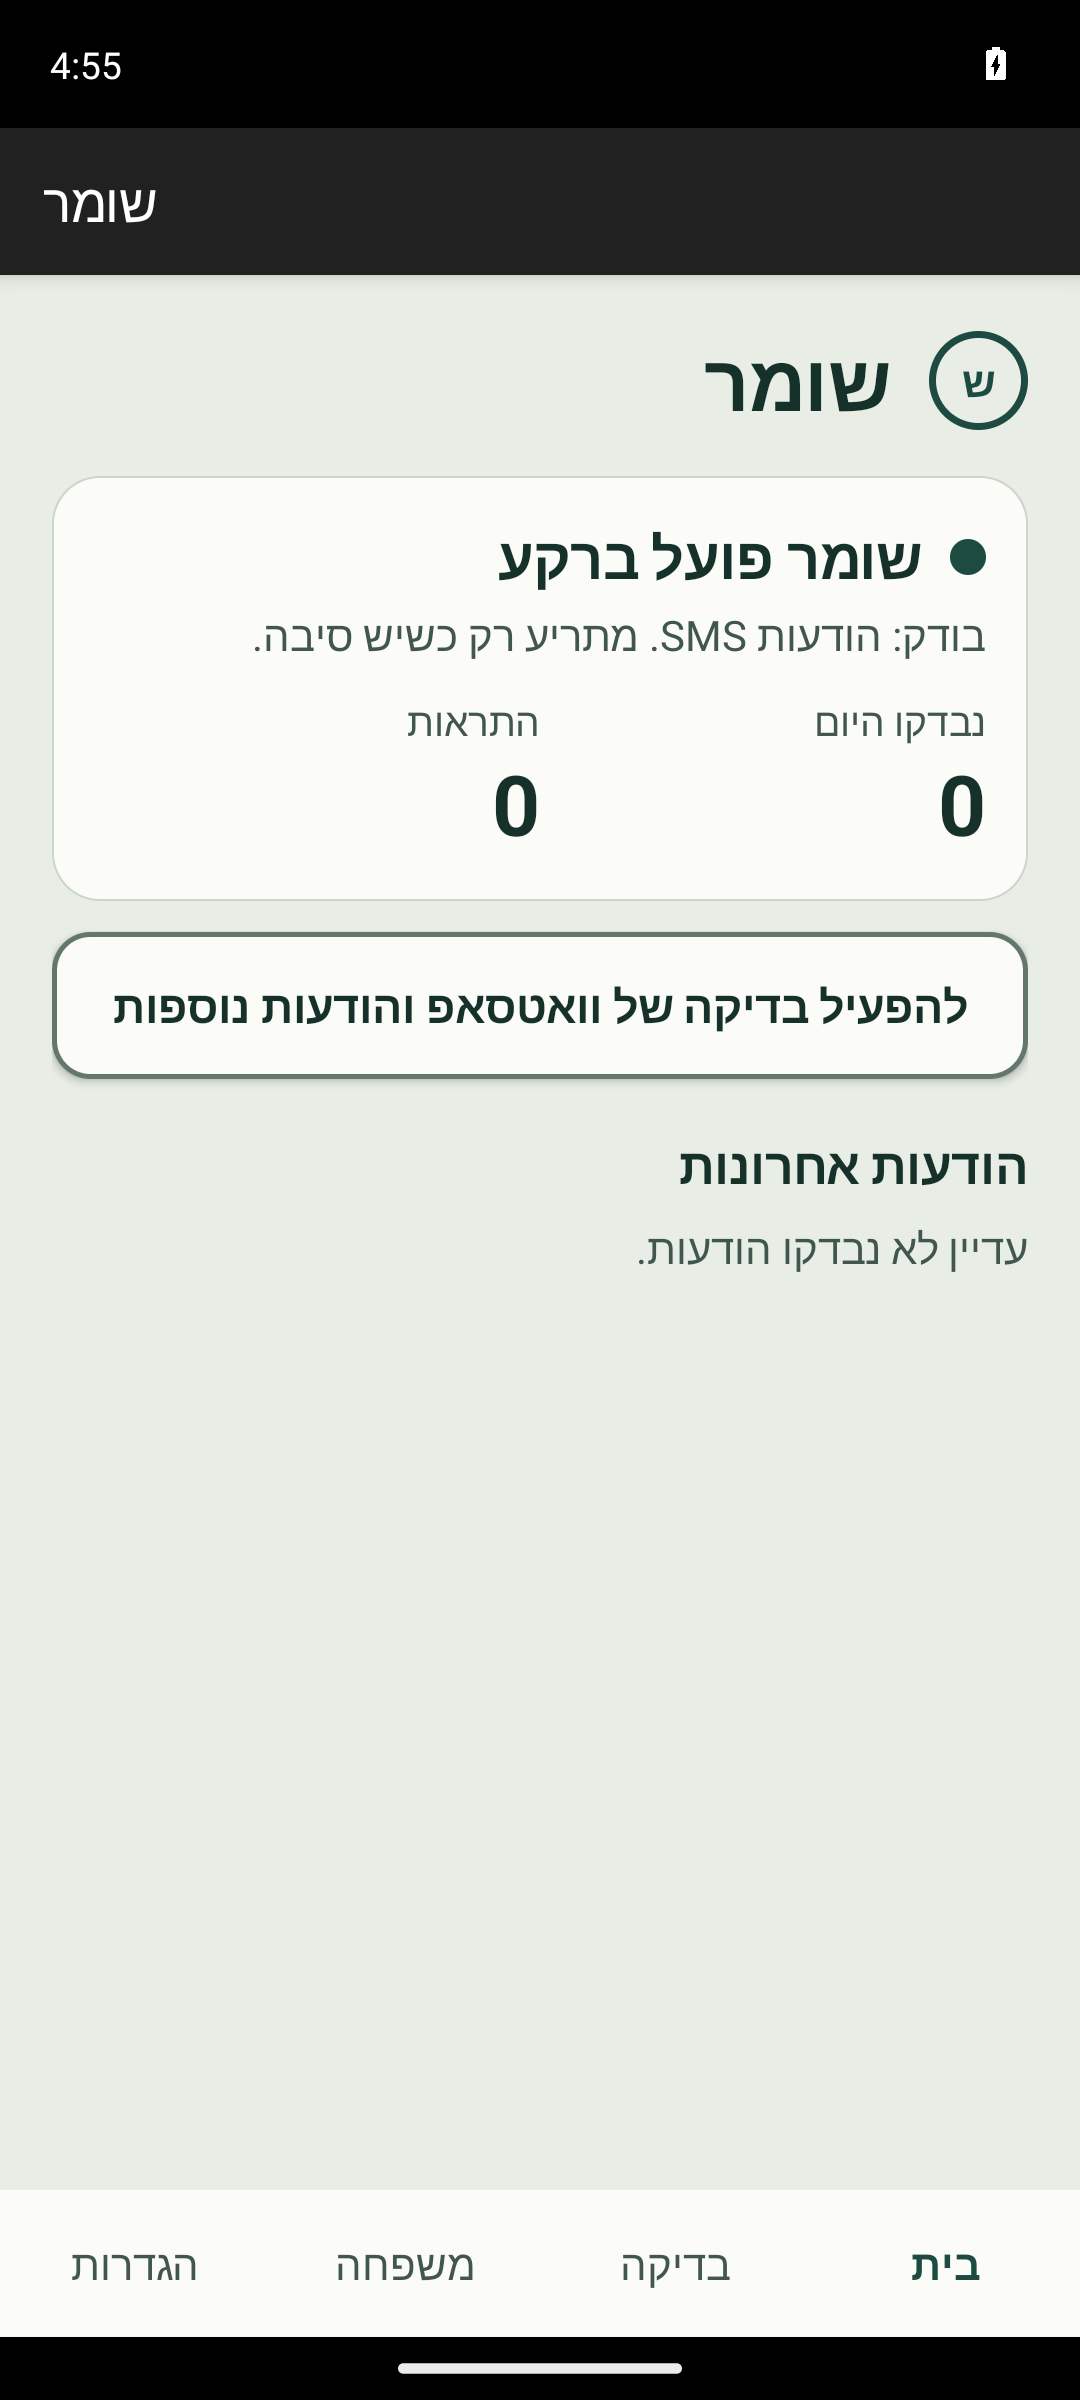 4:55
שומר
ש
שומר
שומר פועל ברקע
בודק: הודעות SMS. מתריע רק כשיש סיבה.
נבדקו היום
התראות
0
0
להפעיל בדיקה של וואטסאפ והודעות נוספות
הודעות אחרונות
עדיין לא נבדקו הודעות.
בית
בדיקה
משפחה
הגדרות